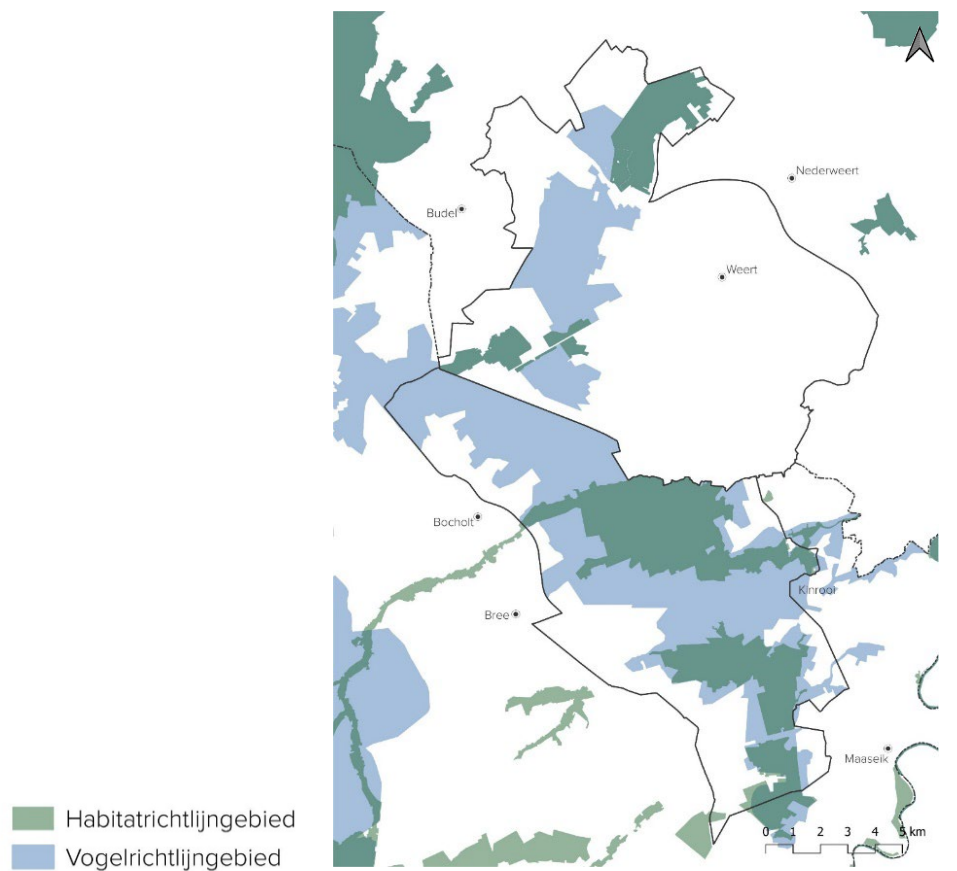 Nederweert
Budel
Weert
Bocholt
Kinrooi
Bree
Maaseik
Habitatrichtlijngebied
Vogelrichtlijngebied
0 1 2 3 4 5 km